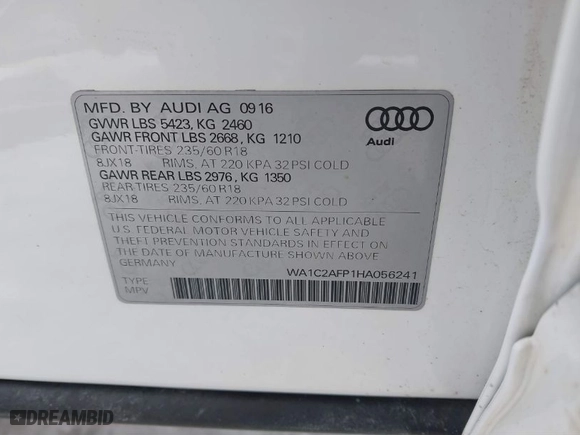 MFD. BY AUDI AG 09 16
GVWR LBS 5423, KG 2460
GAWR FRONT LBS 2668, KG 1210
FRONT-TIRES 235/60 R18
8JX18 RIMS, AT 220 KPA 32 PSI COLD
GAWR REAR LBS 2976, KG 1350
REAR-TIRES 235/60 R18
8JX18 RIMS, AT 220 KPA 32 PSI COLD
THIS VEHICLE CONFORMS TO ALL APPLICABLE
U.S. FEDERAL MOTOR VEHICLE SAFETY AND
THEFT PREVENTION STANDARDS IN EFFECT ON
THE DATE OF MANUFACTURE SHOWN ABOVE.
GERMANY WA1C2AFP1HA056241
TYPE
MPV
Audi
DREAMBID